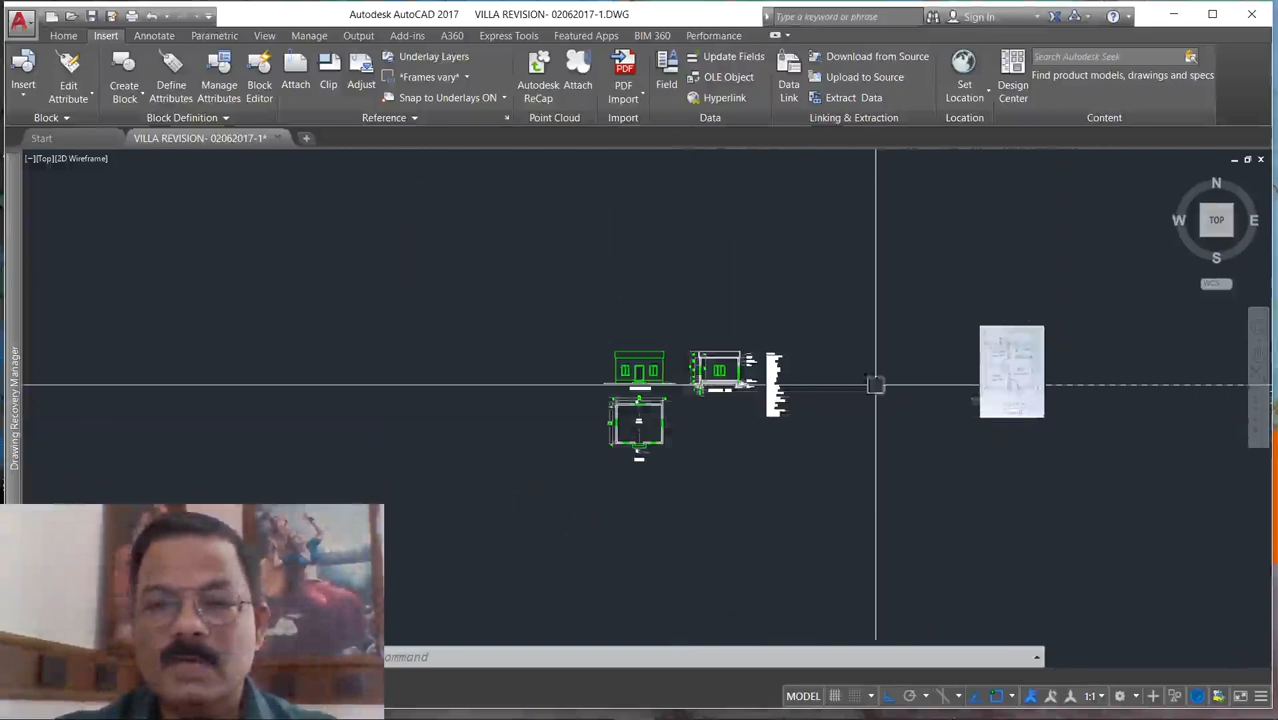 Autodesk AutoCAD 2017 VILLA REVISION- 02062017-1.DWG
Type a keyword or phrase
Sign In
Home Insert Annotate Parametric View Manage Output Add-ins A360 Express Tools Featured Apps BIM 360 Performance
Insert
Edit Attribute
Create Block
Define Attributes
Manage Attributes
Block Editor
Attach
Clip
Adjust
Underlay Layers
*Frames vary*
Snap to Underlays ON
Autodesk ReCap
Attach
PDF
PDF Import
Field
Update Fields
OLE Object
Hyperlink
Data Link
Download from Source
Upload to Source
Extract Data
Set Location
Design Center
Search Autodesk Seek
Find product models, drawings and specs
Block
Block Definition
Reference
Point Cloud
Import
Data
Linking & Extraction
Location
Content
Start
VILLA REVISION- 02062017-1*
[−][Top][2D Wireframe]
N
W TOP E
S
WCS
Drawing Recovery Manager
ommand
MODEL
1:1